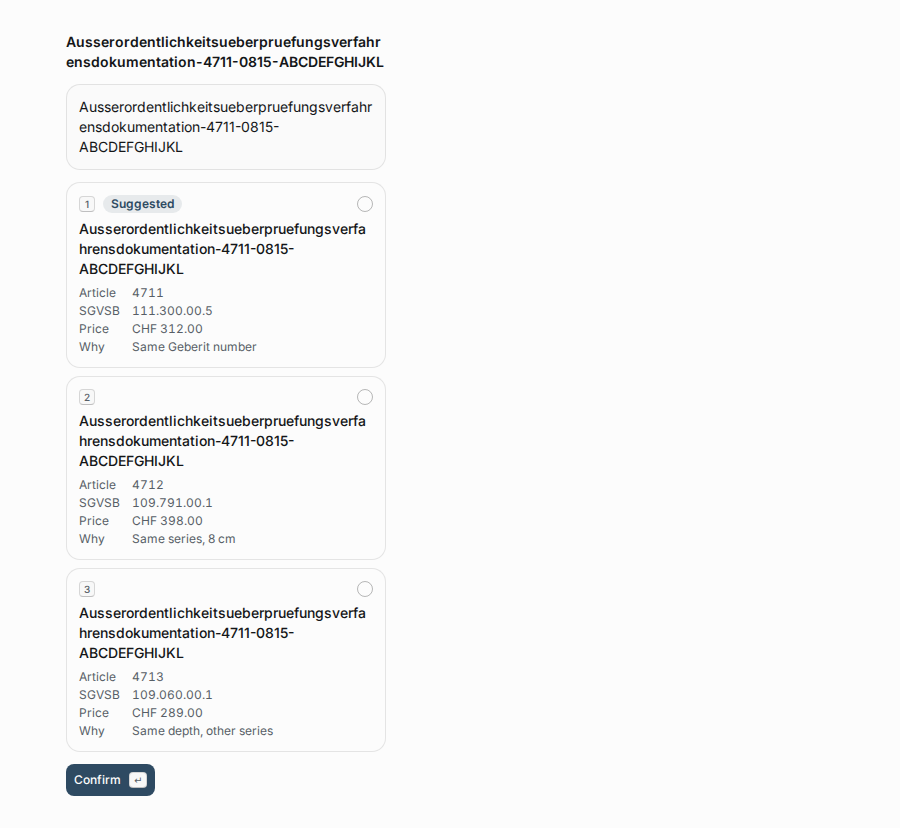 Ausserordentlichkeitsueberpruefungsverfahr
ensdokumentation-4711-0815-ABCDEFGHIJKL
Ausserordentlichkeitsueberpruefungsverfahr
ensdokumentation-4711-0815-
ABCDEFGHIJKL
1 Suggested
Ausserordentlichkeitsueberpruefungsverfa
hrensdokumentation-4711-0815-
ABCDEFGHIJKL
Article 4711
SGVSB 111.300.00.5
Price CHF 312.00
Why Same Geberit number
2
Ausserordentlichkeitsueberpruefungsverfa
hrensdokumentation-4711-0815-
ABCDEFGHIJKL
Article 4712
SGVSB 109.791.00.1
Price CHF 398.00
Why Same series, 8 cm
3
Ausserordentlichkeitsueberpruefungsverfa
hrensdokumentation-4711-0815-
ABCDEFGHIJKL
Article 4713
SGVSB 109.060.00.1
Price CHF 289.00
Why Same depth, other series
Confirm ↵